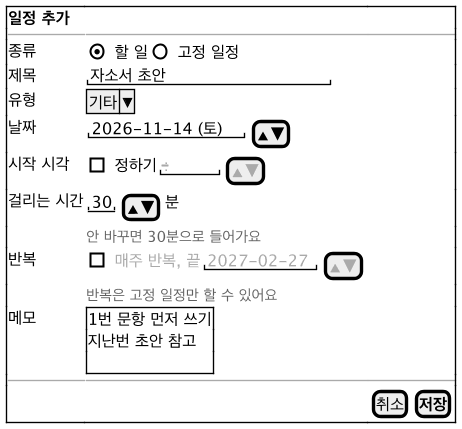 일정 추가
종류 할 일 고정 일정
제목 자소서 초안
유형 기타
날짜 2026-11-14 (토)
시작 시각 정하기 -
걸리는 시간 30 분
안 바꾸면 30분으로 들어가요
반복 매주 반복, 끝 2027-02-27
반복은 고정 일정만 할 수 있어요
메모 1번 문항 먼저 쓰기
지난번 초안 참고
취소 저장